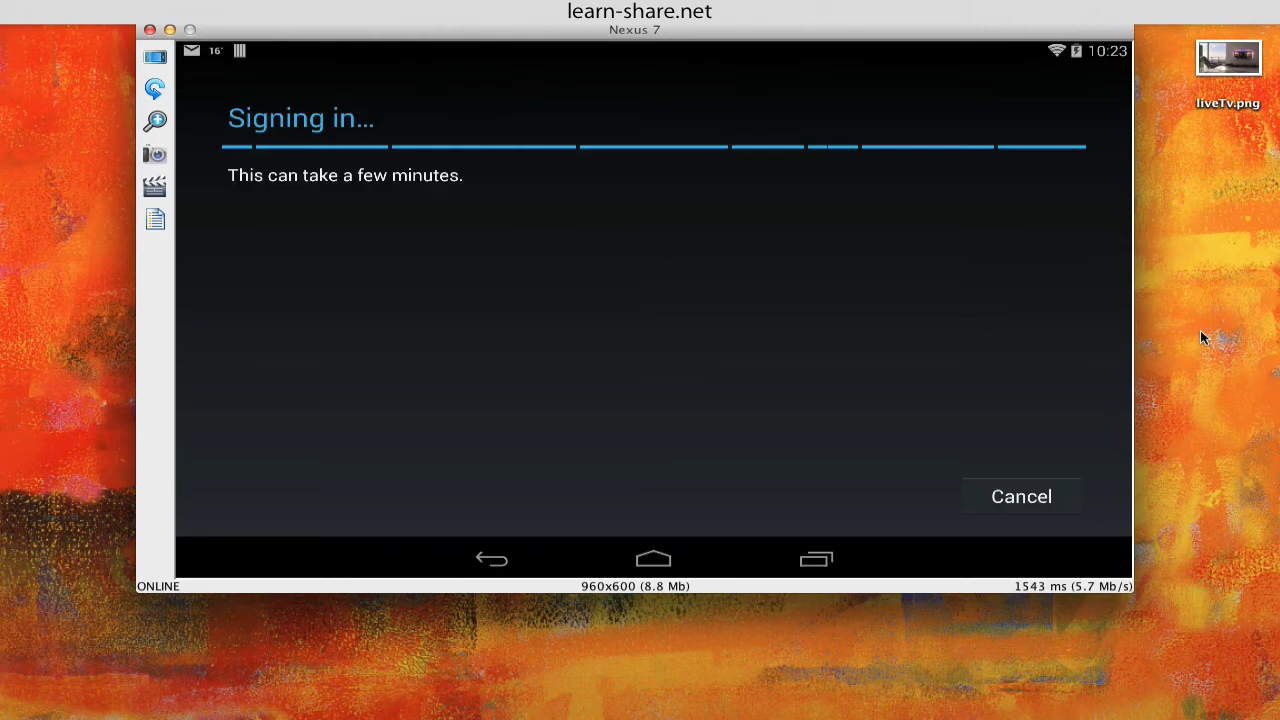 learn-share.net
Nexus 7
16°
10:23
liveTv.png
Signing in...
This can take a few minutes.
Cancel
ONLINE
960x600 (8.8 Mb)
1543 ms (5.7 Mb/s)